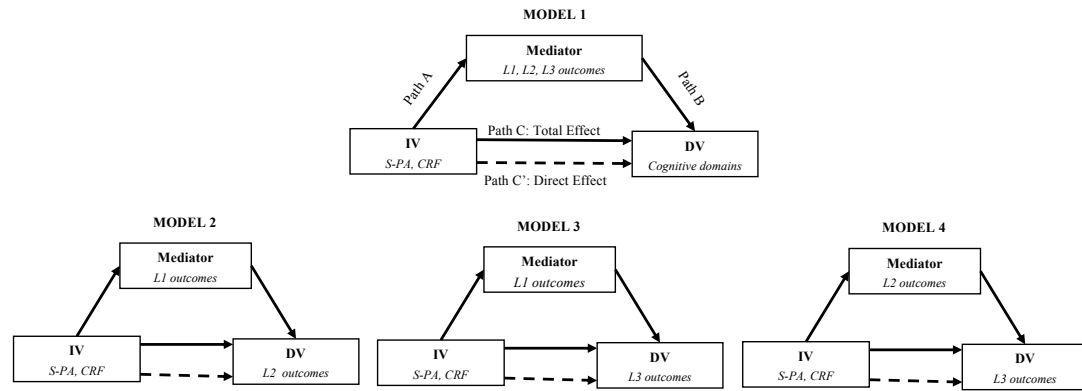 MODEL 1
Mediator
L1, L2, L3 outcomes
Path A
Path B
Path C: Total Effect
IV
S-PA, CRF
DV
Cognitive domains
Path C’: Direct Effect
MODEL 2
Mediator
L1 outcomes
IV
S-PA, CRF
DV
L2 outcomes
MODEL 3
Mediator
L1 outcomes
IV
S-PA, CRF
DV
L3 outcomes
MODEL 4
Mediator
L2 outcomes
IV
S-PA, CRF
DV
L3 outcomes